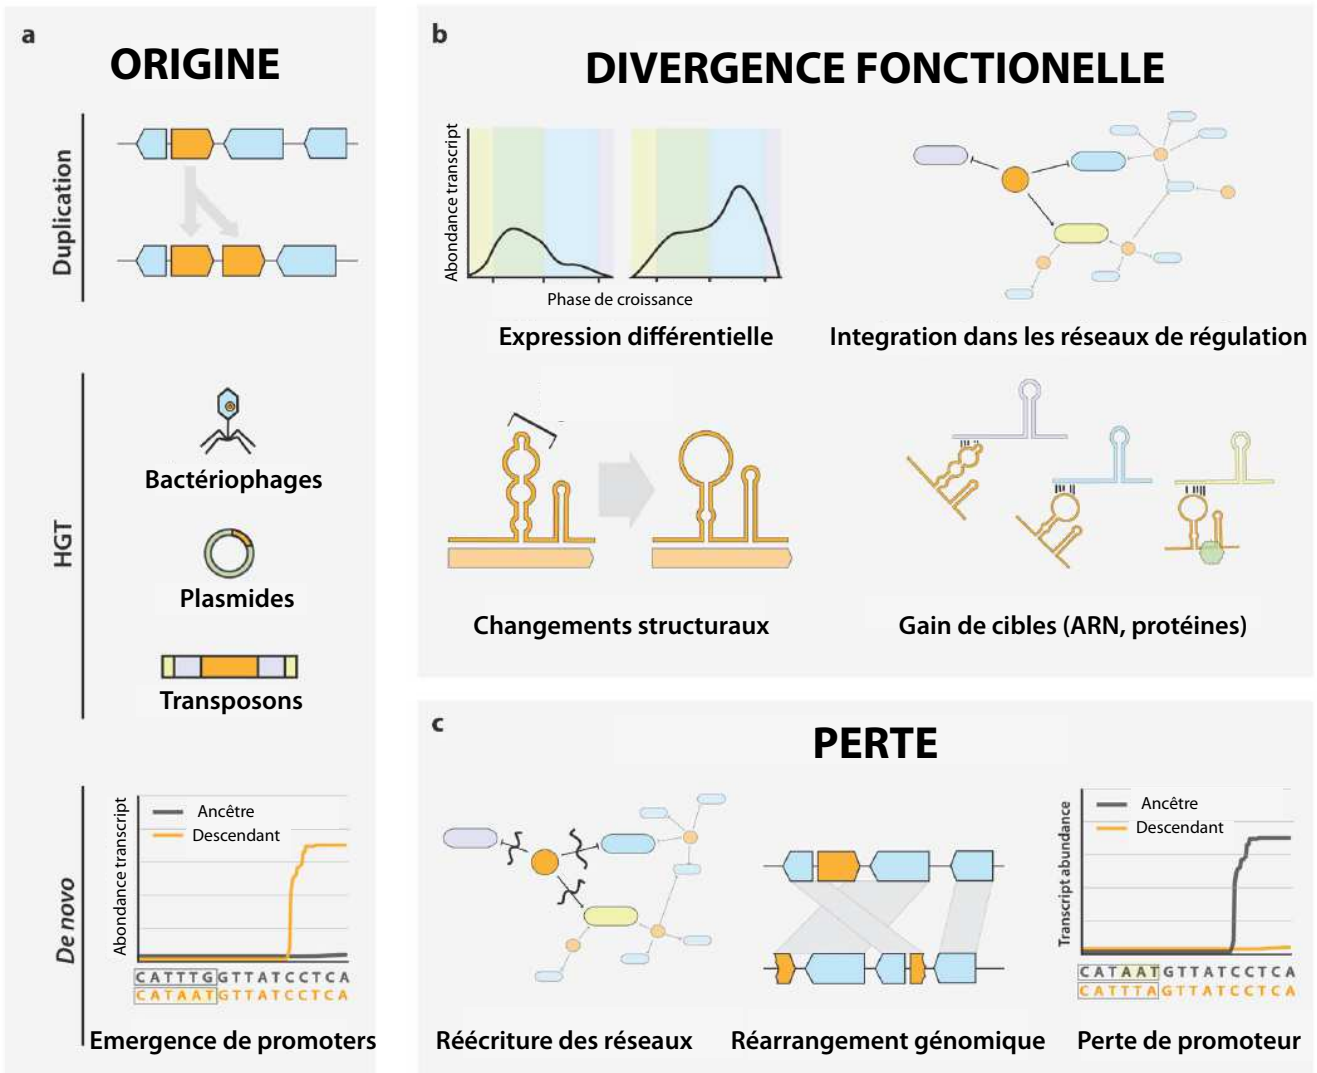 a
ORIGINE
Duplication
HGT
Bactériophages
Plasmides
Transposons
De novo
Abondance transcript
Ancêtre
Descendant
CATTTGGTTATCCTCA
CATAATGTTATCCTCA
Emergence de promoters
b
DIVERGENCE FONCTIONELLE
Abondance transcript
Phase de croissance
Expression différentielle
Integration dans les réseaux de régulation
Changements structuraux
Gain de cibles (ARN, protéines)
c
PERTE
Réécriture des réseaux
Réarrangement génomique
Transcript abundance
Ancêtre
Descendant
CATAATGTTATCCTCA
CATTTAGTTATCCTCA
Perte de promoteur